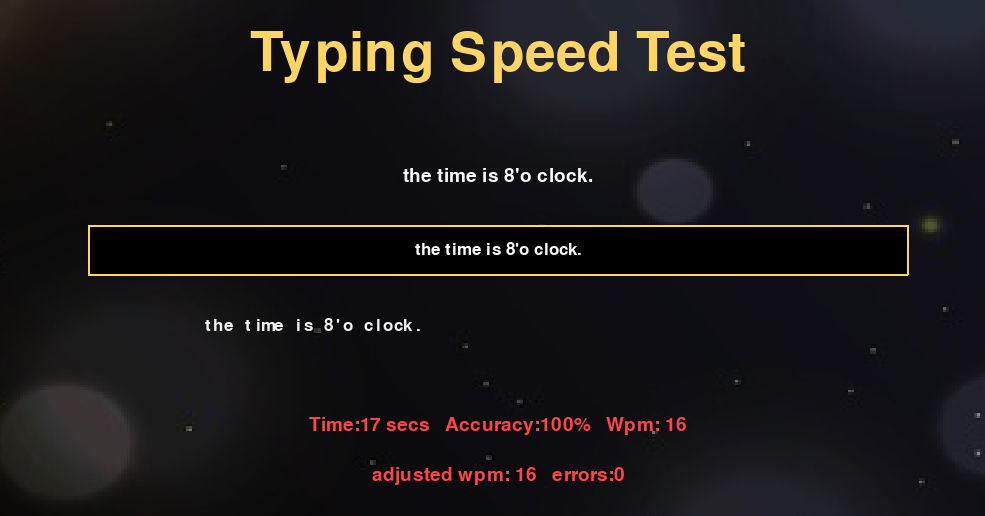 Typing Speed Test
the time is 8'o clock.
the time is 8'o clock.
the time is 8'o clock.
Time:17 secs Accuracy:100% Wpm: 16
adjusted wpm: 16 errors:0